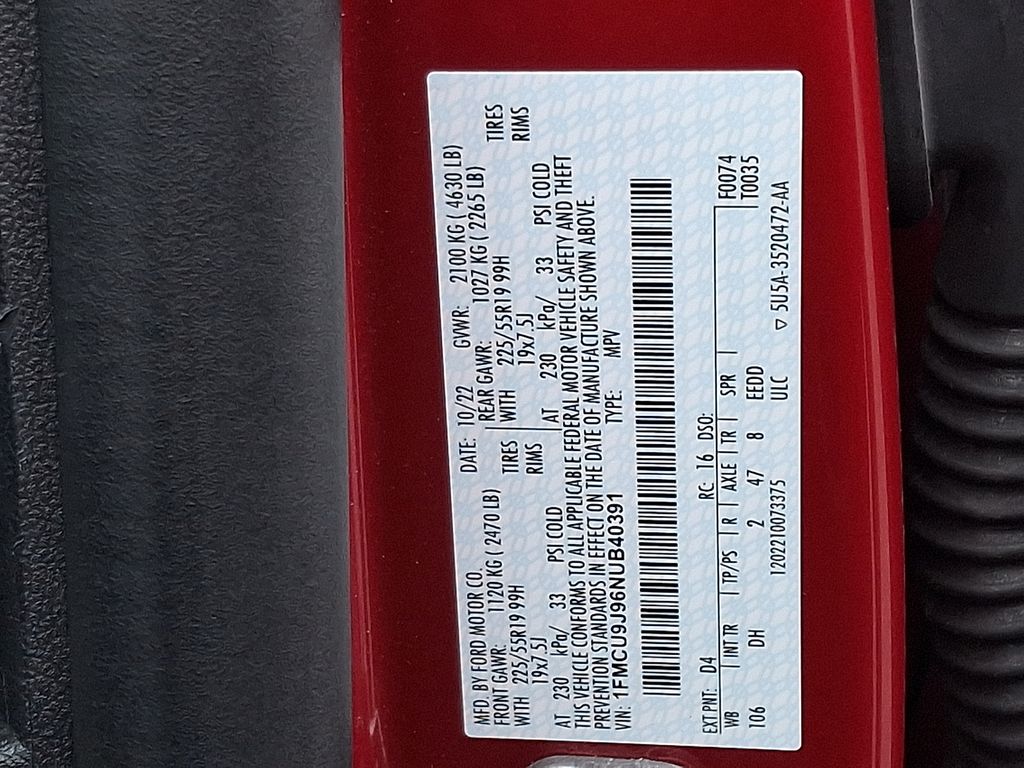 MFD. BY FORD MOTOR CO. DATE: 10/22 GVWR: 2100 KG ( 4630 LB)
FRONT GAWR: 1120 KG ( 2470 LB) REAR GAWR: 1027 KG ( 2265 LB)
WITH 225/55R19 99H TIRES WITH 225/55R19 99H TIRES
19x7.5J RIMS 19x7.5J RIMS
AT 230 kPa/ 33 PSI COLD AT 230 kPa/ 33 PSI COLD
THIS VEHICLE CONFORMS TO ALL APPLICABLE FEDERAL MOTOR VEHICLE SAFETY AND THEFT
PREVENTION STANDARDS IN EFFECT ON THE DATE OF MANUFACTURE SHOWN ABOVE.
VIN: 1FMCU9J96NUB40391 TYPE: MPV
EXT PNT: D4 RC: 16 DSO: F0074
WB | INT TR | TP/PS | R | AXLE | TR | SPR | T0035
106 DH 2 47 8 EEDD
1202210073375 ULC ▽ 5U5A-3520472-AA